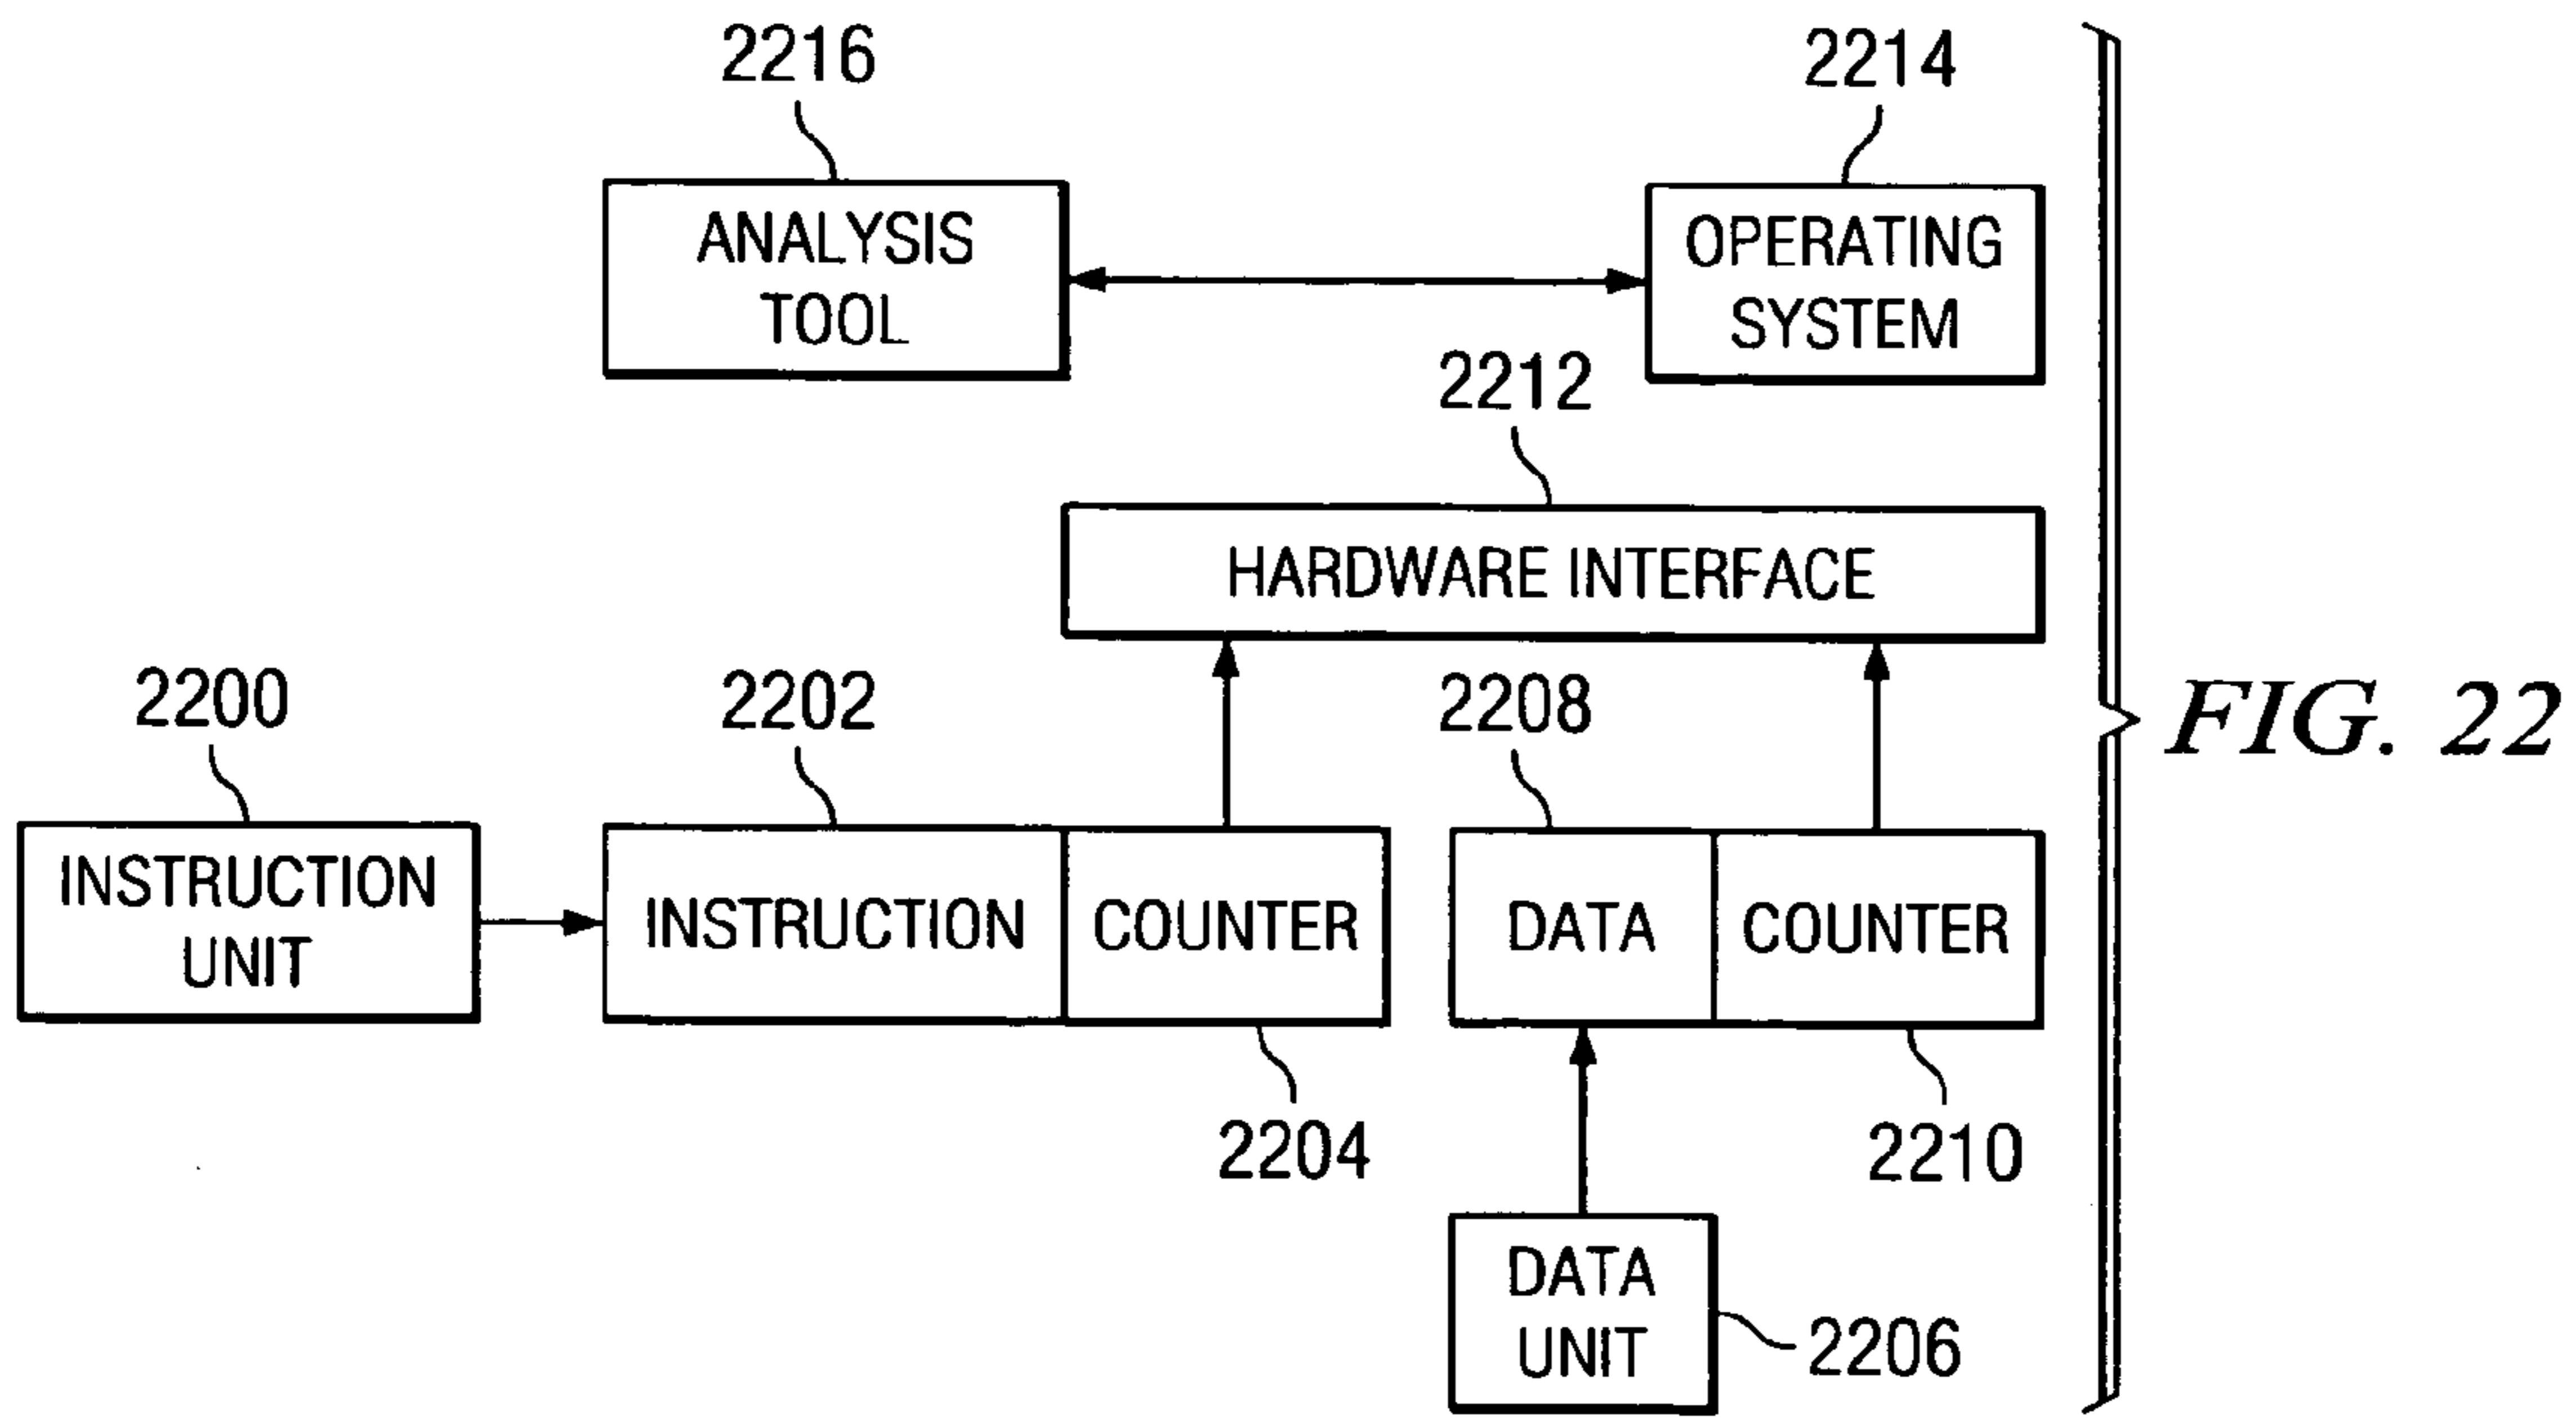 2216
2214
ANALYSIS
TOOL
OPERATING
SYSTEM
2212
HARDWARE INTERFACE
2200
2202
2208
FIG. 22
INSTRUCTION
UNIT
INSTRUCTION
COUNTER
DATA
COUNTER
2204
2210
DATA
UNIT
2206